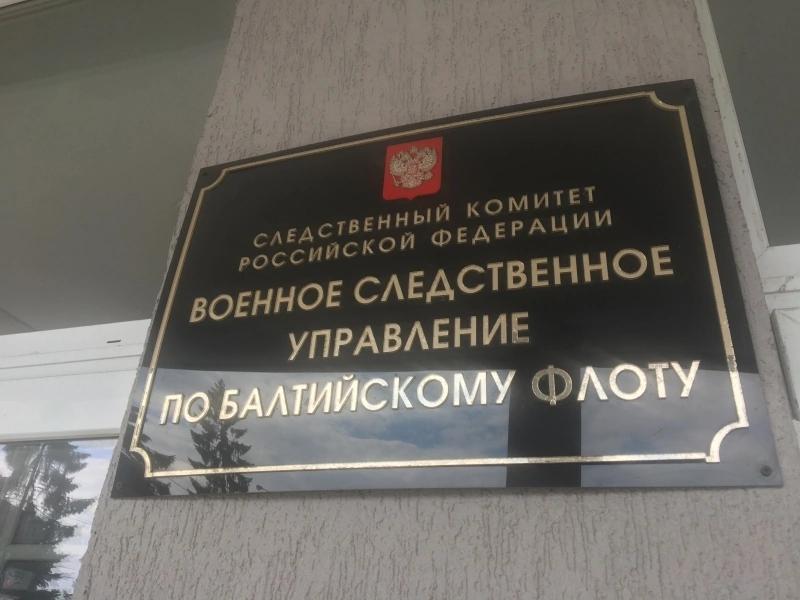 СЛЕДСТВЕННЫЙ КОМИТЕТ
РОССИЙСКОЙ ФЕДЕРАЦИИ
ВОЕННОЕ СЛЕДСТВЕННОЕ
УПРАВЛЕНИЕ
ПО БАЛТИЙСКОМУ ФЛОТУ